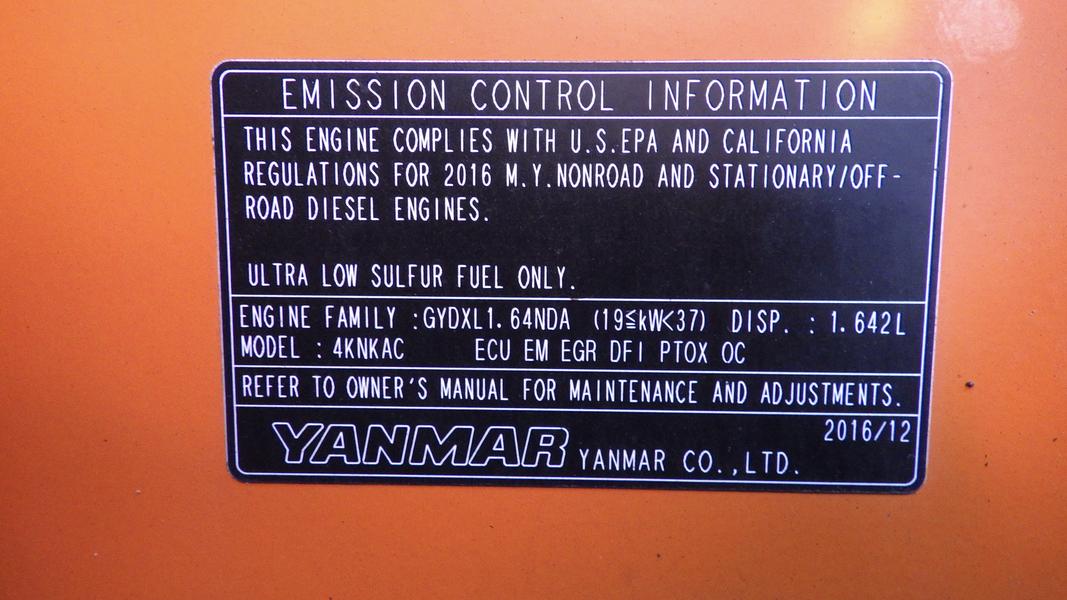 EMISSION CONTROL INFORMATION
THIS ENGINE COMPLIES WITH U.S.EPA AND CALIFORNIA
REGULATIONS FOR 2016 M.Y.NONROAD AND STATIONARY/OFF-
ROAD DIESEL ENGINES.
ULTRA LOW SULFUR FUEL ONLY.
ENGINE FAMILY :GYDXL1.64NDA (19≦kW<37) DISP. : 1.642L
MODEL : 4KNKAC ECU EM EGR DFI PTOX OC
REFER TO OWNER'S MANUAL FOR MAINTENANCE AND ADJUSTMENTS.
2016/12
YANMAR YANMAR CO.,LTD.